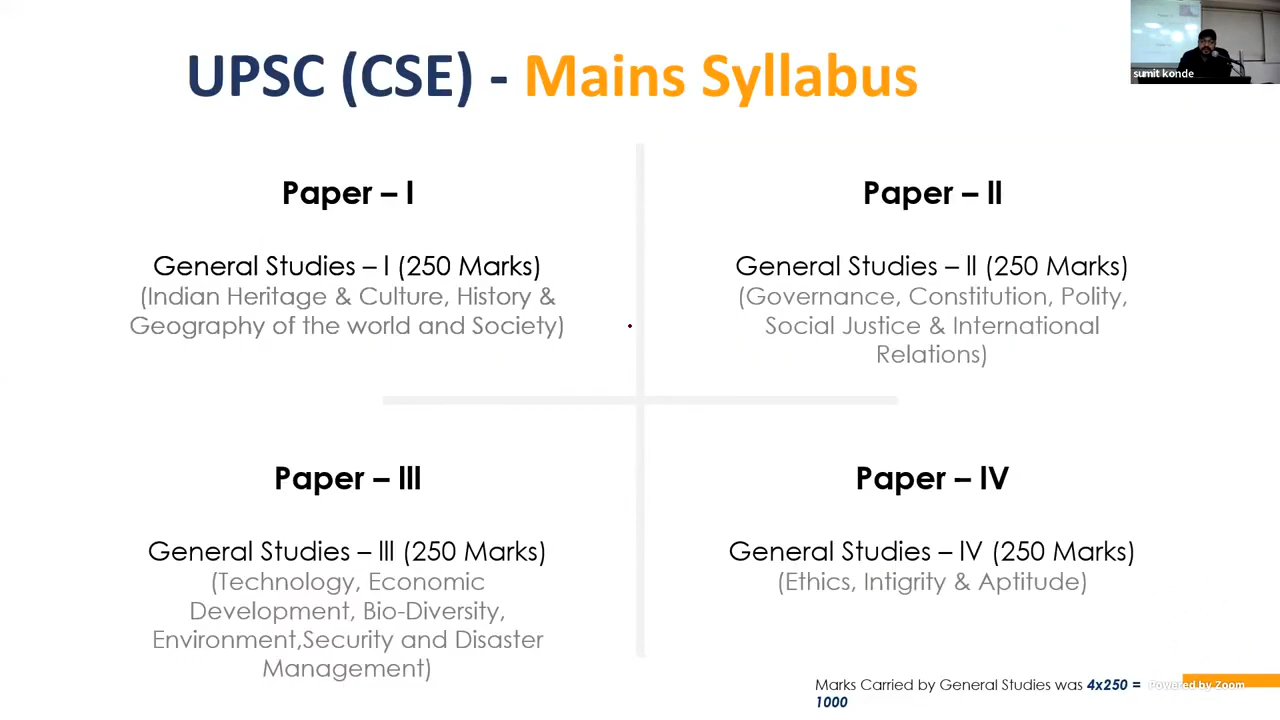 UPSC (CSE) - Mains Syllabus
sumit konde
Paper – I
General Studies – I (250 Marks)
(Indian Heritage & Culture, History &
Geography of the world and Society)
Paper – II
General Studies – II (250 Marks)
(Governance, Constitution, Polity,
Social Justice & International
Relations)
Paper – III
General Studies – III (250 Marks)
(Technology, Economic
Development, Bio-Diversity,
Environment,Security and Disaster
Management)
Paper – IV
General Studies – IV (250 Marks)
(Ethics, Intigrity & Aptitude)
Marks Carried by General Studies was 4x250 =
1000
Powered by Zoom